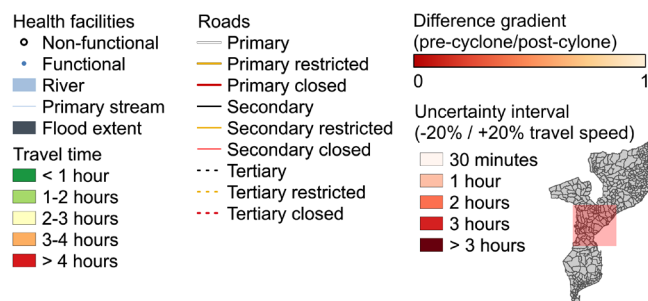 Health facilities
Non-functional
Functional
River
Primary stream
Flood extent
Travel time
< 1 hour
1-2 hours
2-3 hours
3-4 hours
> 4 hours
Roads
Primary
Primary restricted
Primary closed
Secondary
Secondary restricted
Secondary closed
Tertiary
Tertiary restricted
Tertiary closed
Difference gradient
(pre-cyclone/post-cylone)
0 1
Uncertainty interval
(-20% / +20% travel speed)
30 minutes
1 hour
2 hours
3 hours
> 3 hours